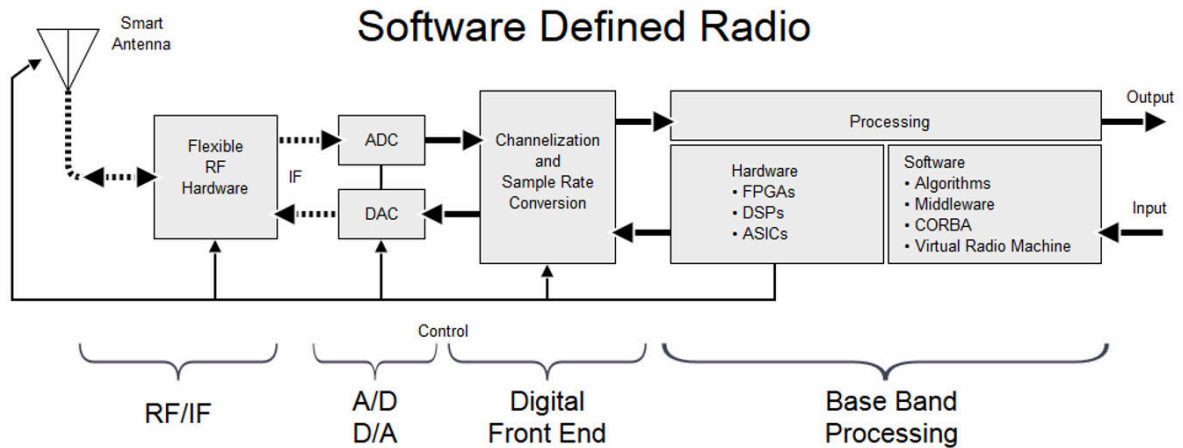 Software Defined Radio
Smart
Antenna
Flexible
RF
Hardware
IF
ADC
DAC
Channelization
and
Sample Rate
Conversion
Processing
Output
Hardware
• FPGAs
• DSPs
• ASICs
Software
• Algorithms
• Middleware
• CORBA
• Virtual Radio Machine
Input
Control
RF/IF
A/D
D/A
Digital
Front End
Base Band
Processing